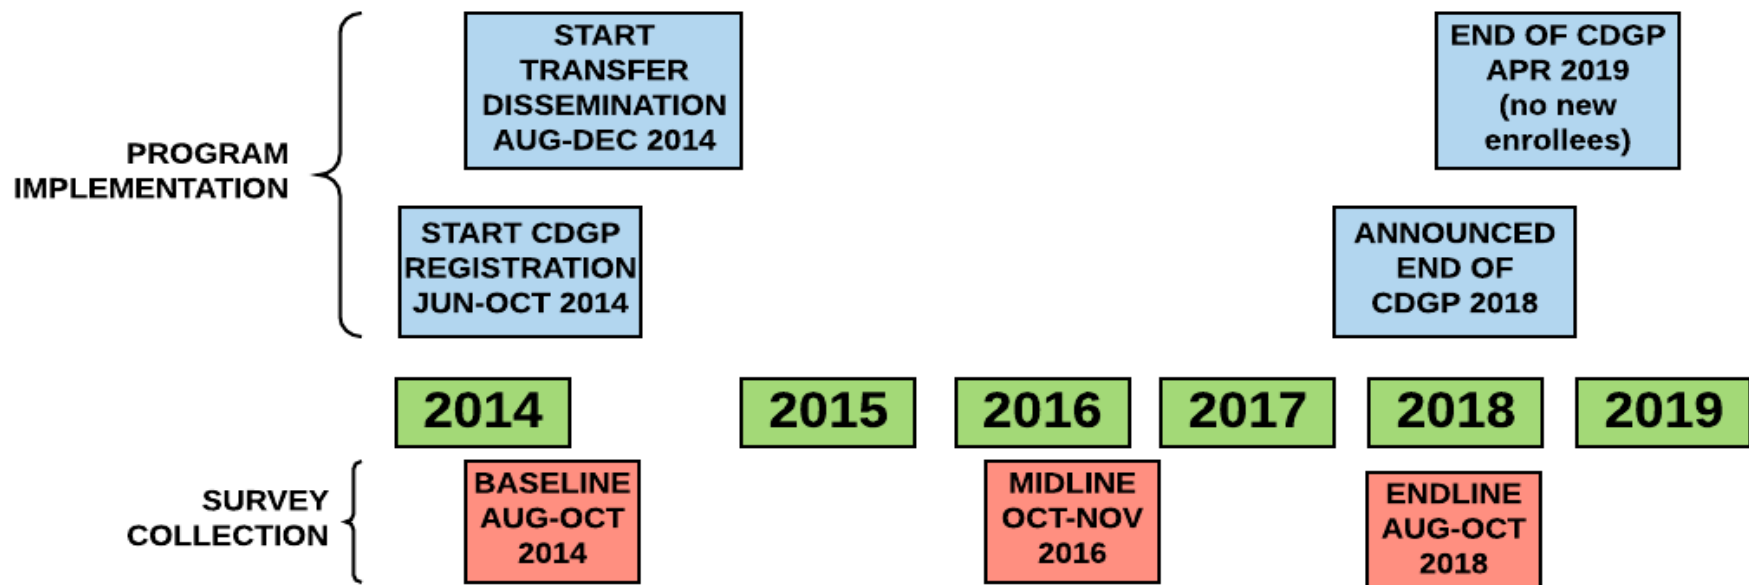 START
TRANSFER
DISSEMINATION
AUG-DEC 2014
END OF CDGP
APR 2019
(no new
enrollees)
PROGRAM
IMPLEMENTATION
START CDGP
REGISTRATION
JUN-OCT 2014
ANNOUNCED
END OF
CDGP 2018
2014
2015
2016
2017
2018
2019
SURVEY
COLLECTION
BASELINE
AUG-OCT
2014
MIDLINE
OCT-NOV
2016
ENDLINE
AUG-OCT
2018